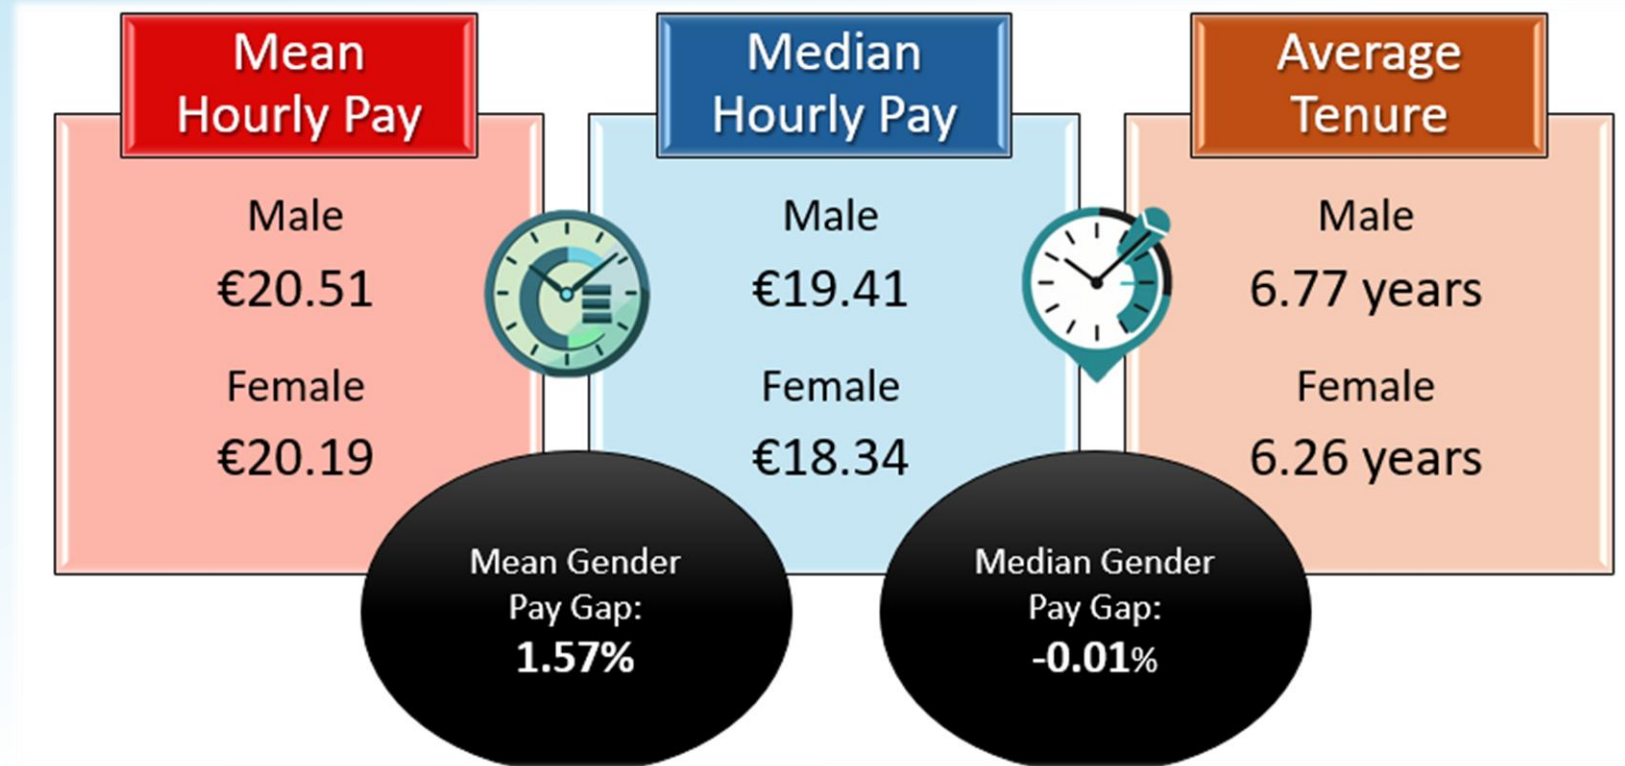 Mean
Hourly Pay
Male
€20.51
Female
€20.19
Median
Hourly Pay
Male
€19.41
Female
€18.34
Average
Tenure
Male
6.77 years
Female
6.26 years
Mean Gender
Pay Gap:
1.57%
Median Gender
Pay Gap:
-0.01%